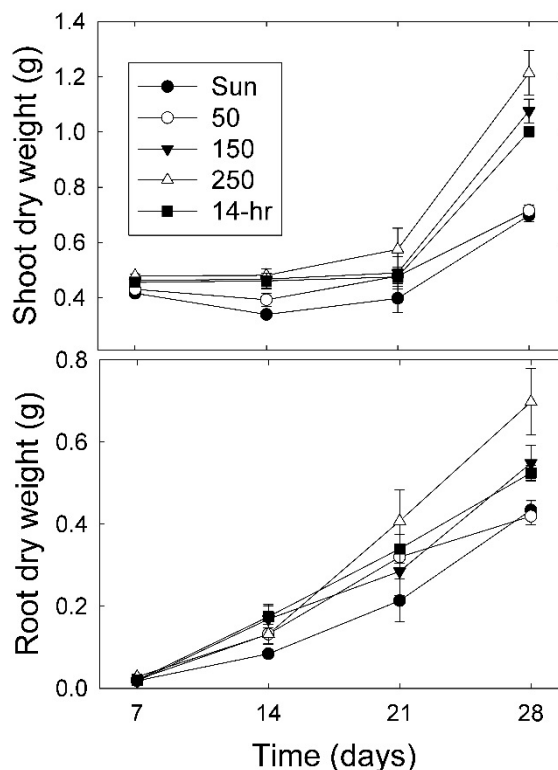 Shoot dry weight (g)
1.4
1.2
1.0
0.8
0.6
0.4
Sun
50
150
250
14-hr
Root dry weight (g)
0.8
0.6
0.4
0.2
0.0
7 14 21 28
Time (days)